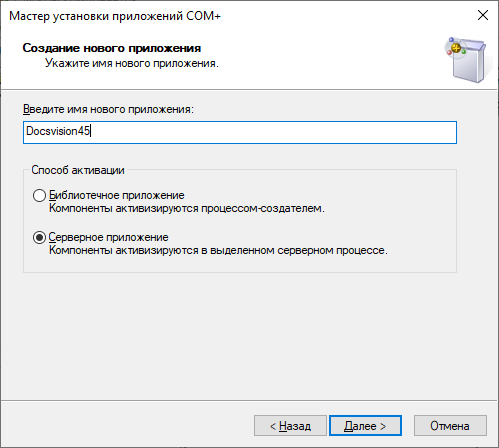 Мастер установки приложений COM+
Создание нового приложения
Укажите имя нового приложения.
Введите имя нового приложения:
Docsvision45
Способ активации
Библиотечное приложение
Компоненты активизируются процессом-создателем.
Серверное приложение
Компоненты активизируются в выделенном серверном процессе.
< Назад
Далее >
Отмена